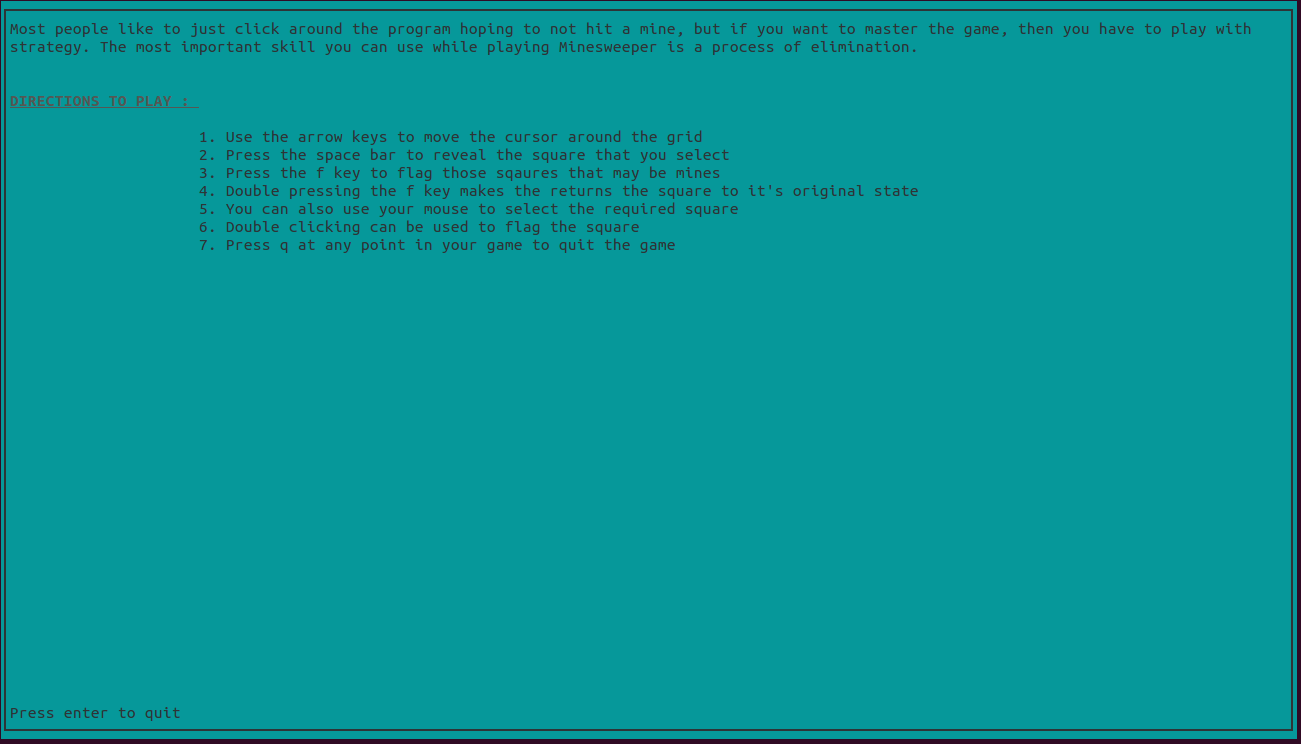 Most people like to just click around the program hoping to not hit a mine, but if you want to master the game, then you have to play with
strategy. The most important skill you can use while playing Minesweeper is a process of elimination.
DIRECTIONS TO PLAY :
1. Use the arrow keys to move the cursor around the grid
2. Press the space bar to reveal the square that you select
3. Press the f key to flag those sqaures that may be mines
4. Double pressing the f key makes the returns the square to it's original state
5. You can also use your mouse to select the required square
6. Double clicking can be used to flag the square
7. Press q at any point in your game to quit the game
Press enter to quit